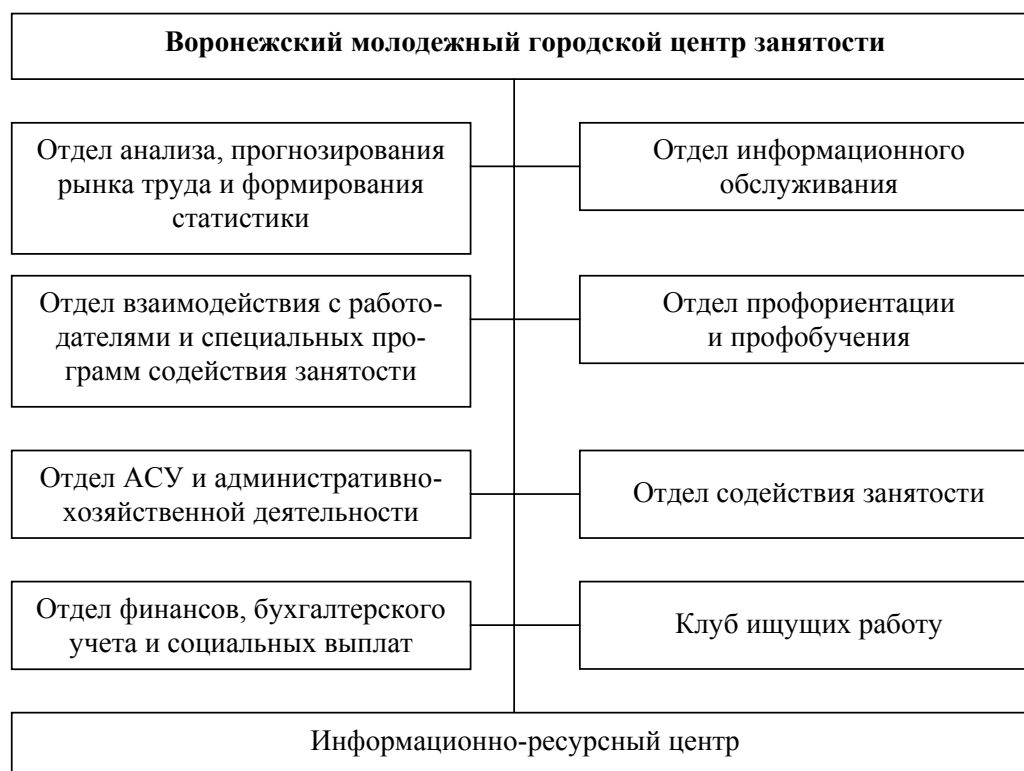 Воронежский молодежный городской центр занятости
Отдел анализа, прогнозирования
рынка труда и формирования
статистики
Отдел информационного
обслуживания
Отдел взаимодействия с работо-
дателями и специальных про-
грамм содействия занятости
Отдел профориентации
и профобучения
Отдел АСУ и административно-
хозяйственной деятельности
Отдел содействия занятости
Отдел финансов, бухгалтерского
учета и социальных выплат
Клуб ищущих работу
Информационно-ресурсный центр